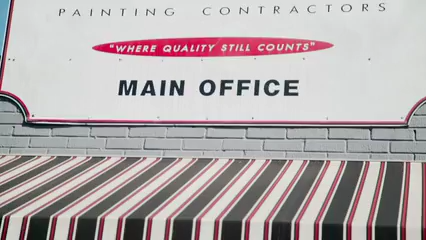 PAINTING CONTRACTORS
"WHERE QUALITY STILL COUNTS"
MAIN OFFICE